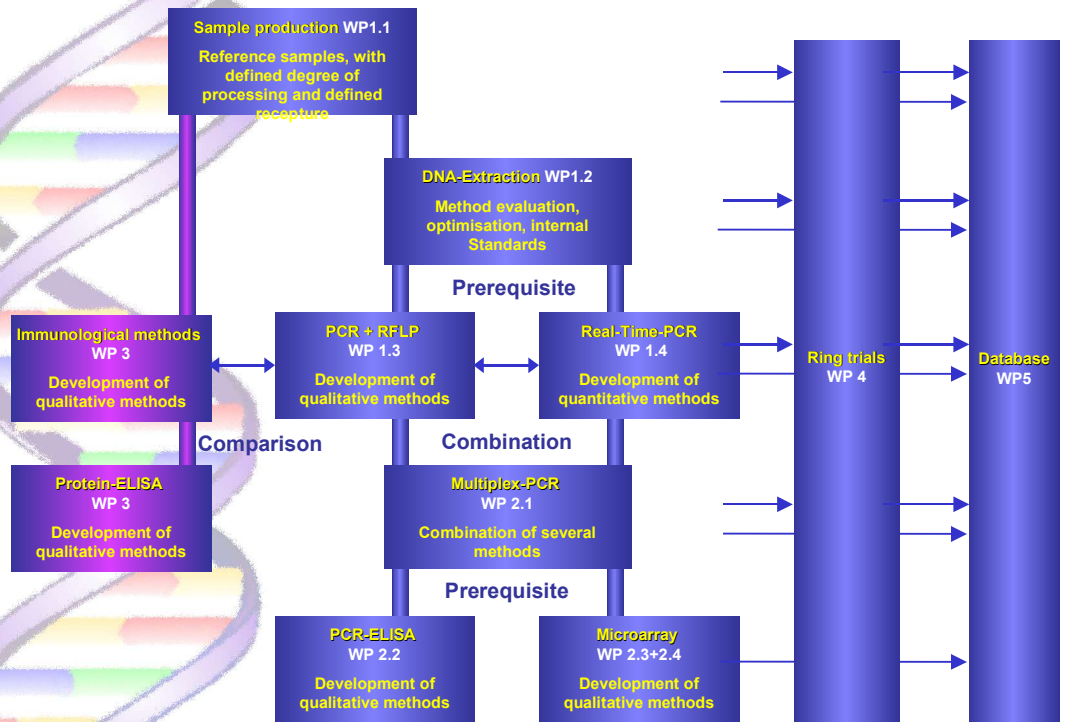 Sample production WP1.1
Reference samples, with
defined degree of
processing and defined
recepture
DNA-Extraction WP1.2
Method evaluation,
optimisation, internal
Standards
Prerequisite
Immunological methods
WP 3
Development of
qualitative methods
PCR + RFLP
WP 1.3
Development of
qualitative methods
Real-Time-PCR
WP 1.4
Development of
quantitative methods
Ring trials
WP 4
Database
WP5
Comparison
Combination
Protein-ELISA
WP 3
Development of
qualitative methods
Multiplex-PCR
WP 2.1
Combination of several
methods
Prerequisite
PCR-ELISA
WP 2.2
Development of
qualitative methods
Microarray
WP 2.3+2.4
Development of
qualitative methods